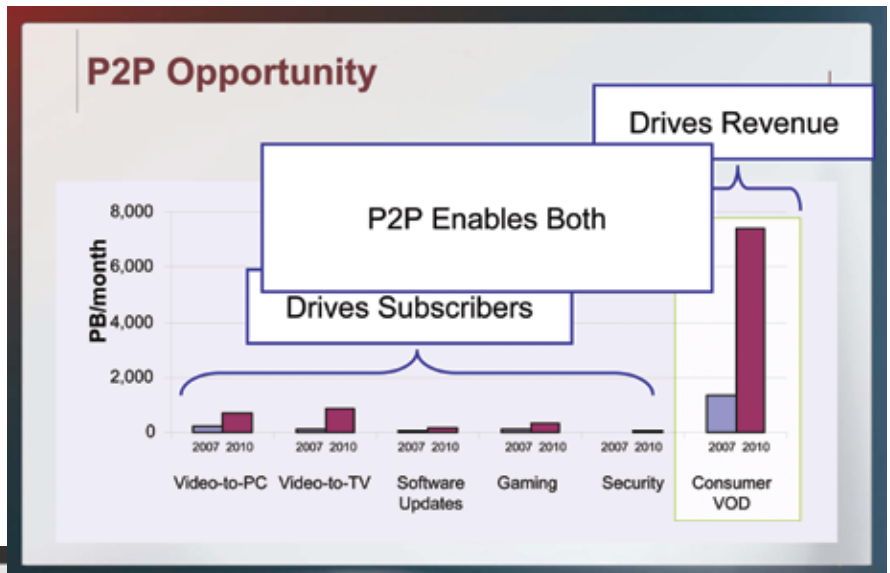 P2P Opportunity
Drives Revenue
P2P Enables Both
Drives Subscribers
PB/month
8,000
6,000
4,000
2,000
0
2007 2010 2007 2010 2007 2010 2007 2010 2007 2010 2007 2010
Video-to-PC Video-to-TV Software Updates Gaming Security Consumer VOD